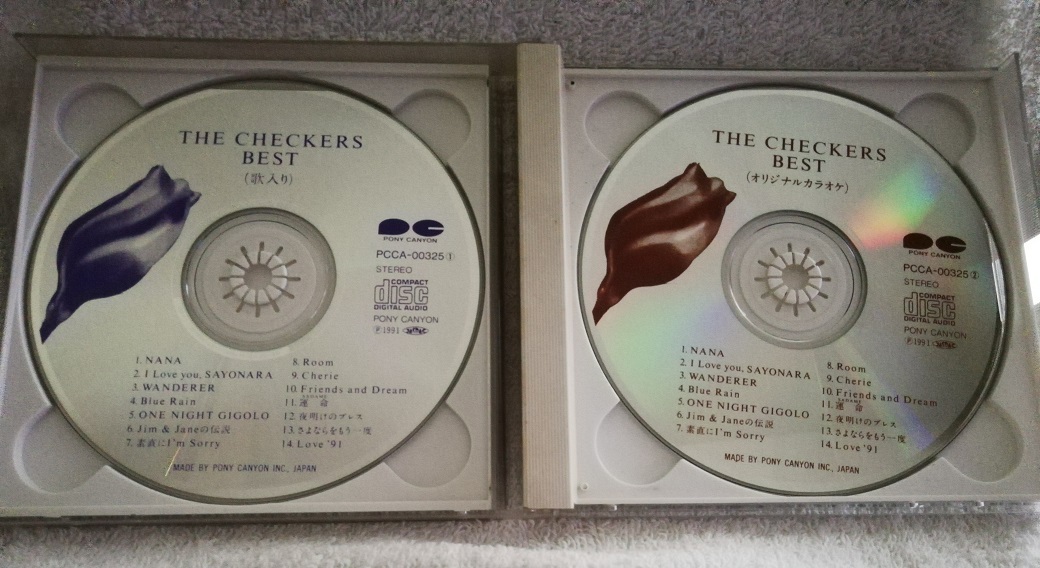 THE CHECKERS
BEST
(歌入り)
PONY CANYON
PCCA-00325①
STEREO
COMPACT
disc
DIGITAL AUDIO
PONY CANYON
Ⓟ1991
1. NANA
2. I Love you, SAYONARA
3. WANDERER
4. Blue Rain
5. ONE NIGHT GIGOLO
6. Jim & Janeの伝説
7. 素直にI'm Sorry
8. Room
9. Cherie
10. Friends and Dream
SADAME
11. 運命
12. 夜明けのブレス
13. さよならをもう一度
14. Love '91
MADE BY PONY CANYON INC., JAPAN
THE CHECKERS
BEST
(オリジナルカラオケ)
PONY CANYON
PCCA-00325②
STEREO
COMPACT
disc
DIGITAL AUDIO
PONY CANYON
Ⓟ1991
1. NANA
2. I Love you, SAYONARA
3. WANDERER
4. Blue Rain
5. ONE NIGHT GIGOLO
6. Jim & Janeの伝説
7. 素直にI'm Sorry
8. Room
9. Cherie
10. Friends and Dream
SADAME
11. 運命
12. 夜明けのブレス
13. さよならをもう一度
14. Love '91
MADE BY PONY CANYON INC., JAPAN